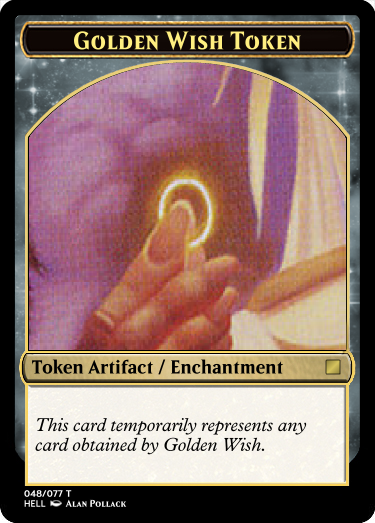 Golden Wish Token
Token Artifact / Enchantment
This card temporarily represents any
card obtained by Golden Wish.
048/077 T
HELL Alan Pollack